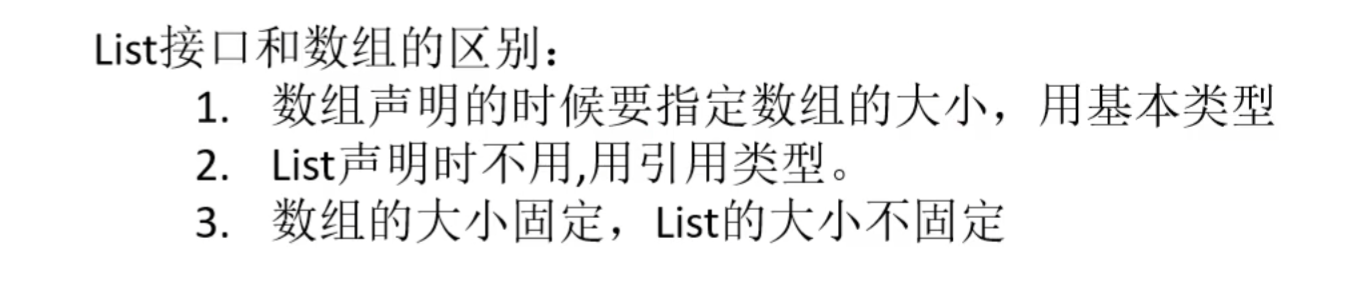 List接口和数组的区别：
1. 数组声明的时候要指定数组的大小，用基本类型
2. List声明时不用,用引用类型。
3. 数组的大小固定，List的大小不固定